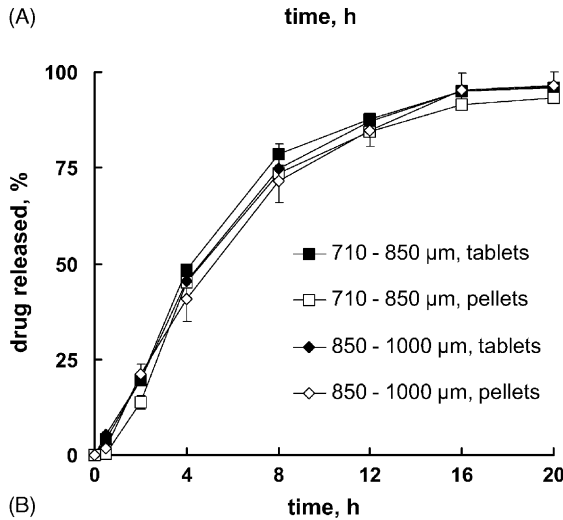 (A)
time, h
100
75
50
25
0
drug released, %
710 - 850 µm, tablets
710 - 850 µm, pellets
850 - 1000 µm, tablets
850 - 1000 µm, pellets
0 4 8 12 16 20
(B)
time, h